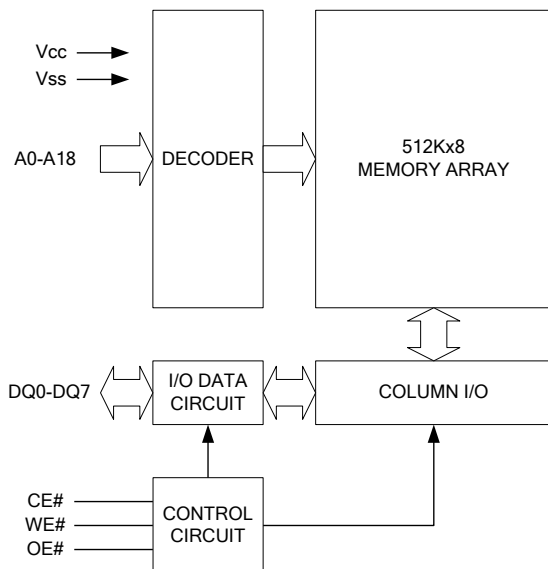 Vcc
Vss
A0-A18
DECODER
512Kx8
MEMORY ARRAY
DQ0-DQ7
I/O DATA
CIRCUIT
COLUMN I/O
CE#
WE#
OE#
CONTROL
CIRCUIT